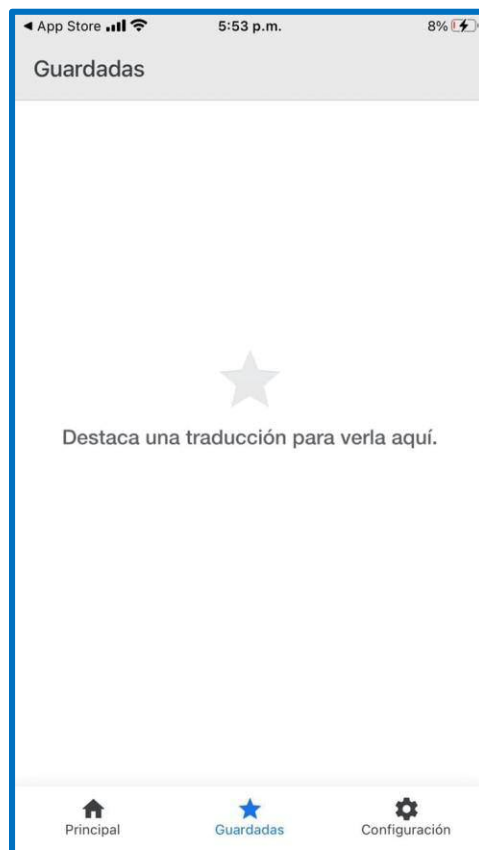 App Store
5:53 p.m.
8%
Guardadas
Destaca una traducción para verla aquí.
Principal
Guardadas
Configuración